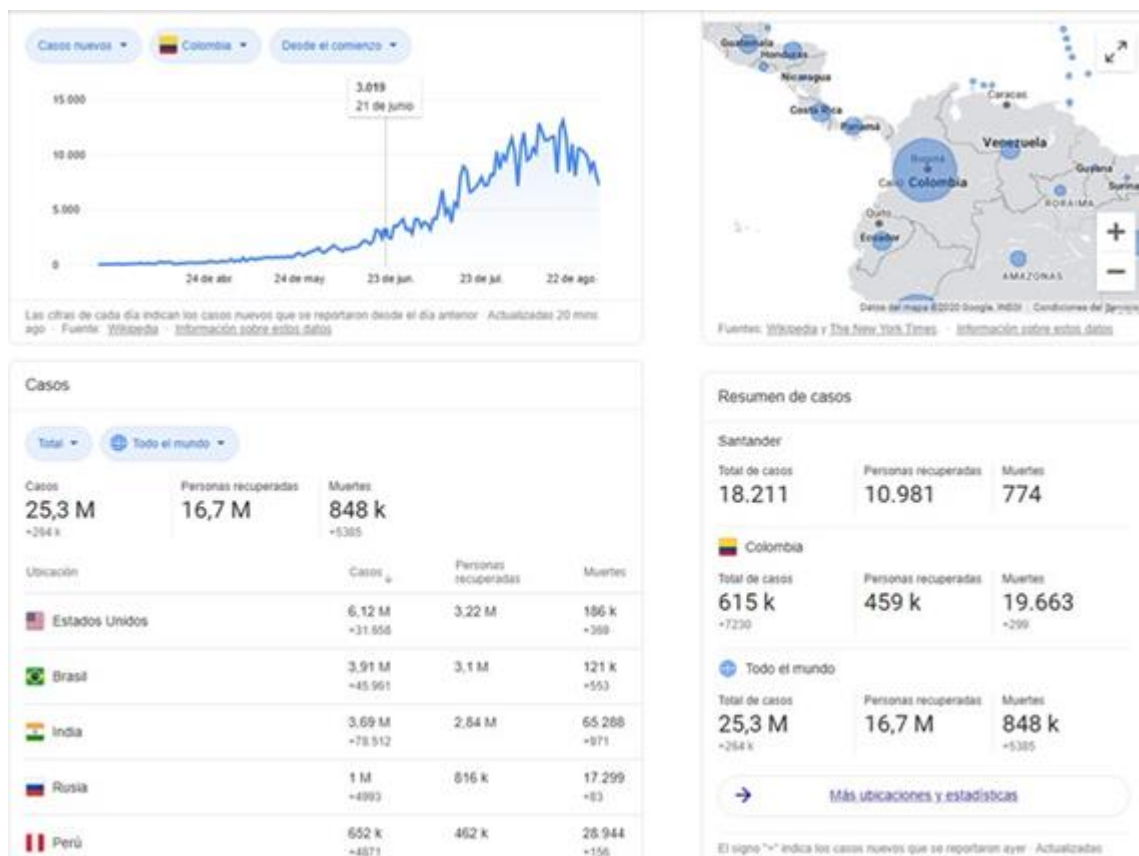 Casos nuevos
Colombia
Desde el comienzo
3.019
21 de junio
15.000
10.000
5.000
0
24 de abr.
24 de may.
23 de jun.
23 de jul.
22 de ago.
Las cifras de cada día indican los casos nuevos que se reportaron desde el día anterior · Actualizadas 20 mins
ago · Fuente: Wikipedia · Información sobre estos datos
Guatemala
Honduras
Nicaragua
Costa Rica
Panamá
Caracas
Venezuela
Guyana
Bogotá
Cali Colombia
RORAIMA
Quito
Ecuador
AMAZONAS
Datos del mapa ©2020 Google, INEGI Condiciones del
Fuentes: Wikipedia y The New York Times · Información sobre estos datos
Casos
Total
Todo el mundo
Casos
Personas recuperadas
Muertes
25,3 M
16,7 M
848 k
+264 k
+5385
Ubicación
Casos
Personas
recuperadas
Muertes
Estados Unidos
6,12 M
3,22 M
186 k
+31.658
+369
Brasil
3,91 M
3,1 M
121 k
+45.961
+553
India
3,69 M
2,84 M
65.288
+78.512
+971
Rusia
1 M
816 k
17.299
+4993
+83
Perú
652 k
462 k
28.944
+4871
+156
Resumen de casos
Santander
Total de casos
Personas recuperadas
Muertes
18.211
10.981
774
Colombia
Total de casos
Personas recuperadas
Muertes
615 k
459 k
19.663
+7230
+299
Todo el mundo
Total de casos
Personas recuperadas
Muertes
25,3 M
16,7 M
848 k
+264 k
+5385
Más ubicaciones y estadísticas
El signo "+" indica los casos nuevos que se reportaron ayer · Actualizadas